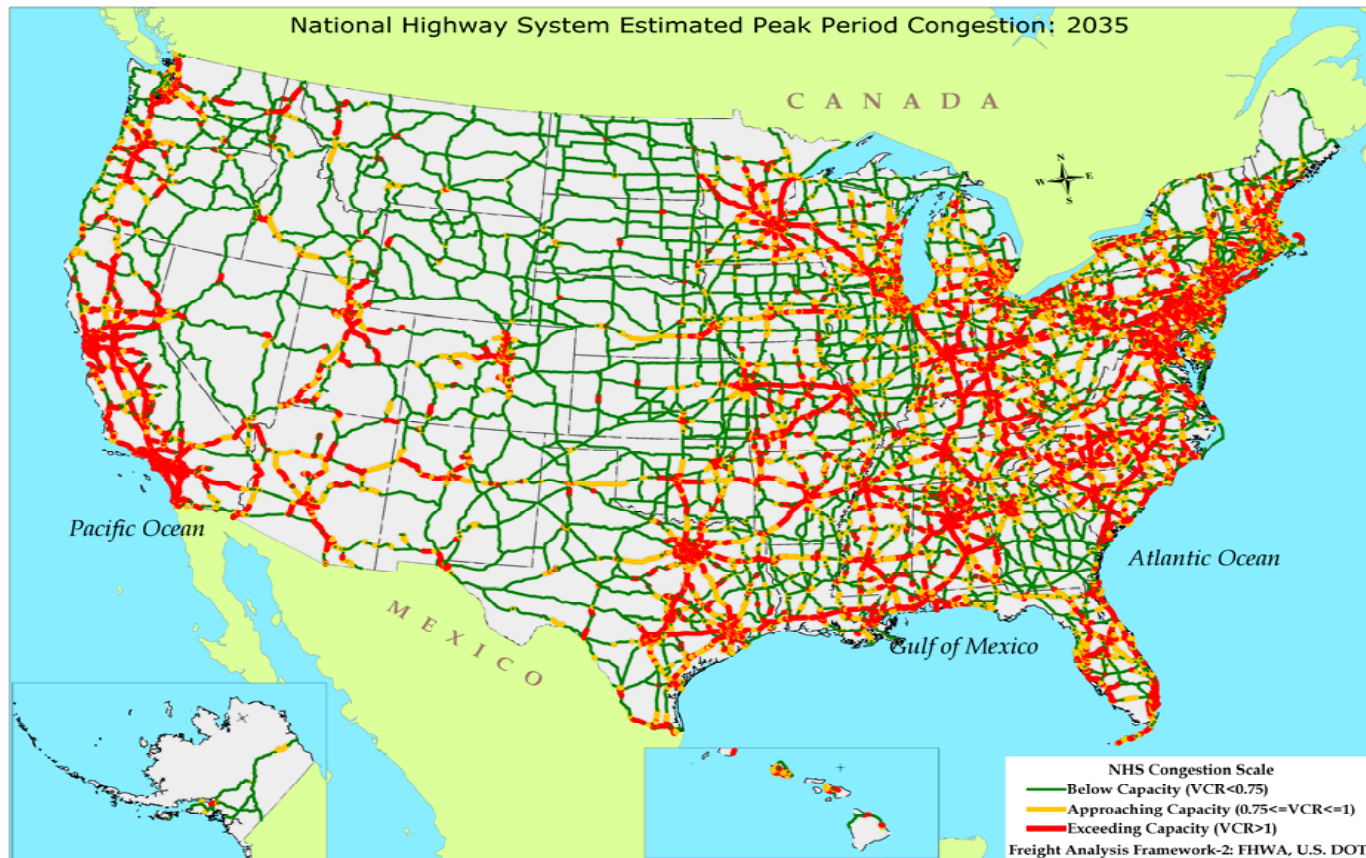 National Highway System Estimated Peak Period Congestion: 2035
CANADA
N
W E
S
Pacific Ocean
Atlantic Ocean
MEXICO
Gulf of Mexico
NHS Congestion Scale
Below Capacity (VCR<0.75)
Approaching Capacity (0.75<=VCR<=1)
Exceeding Capacity (VCR>1)
Freight Analysis Framework-2: FHWA, U.S. DOT